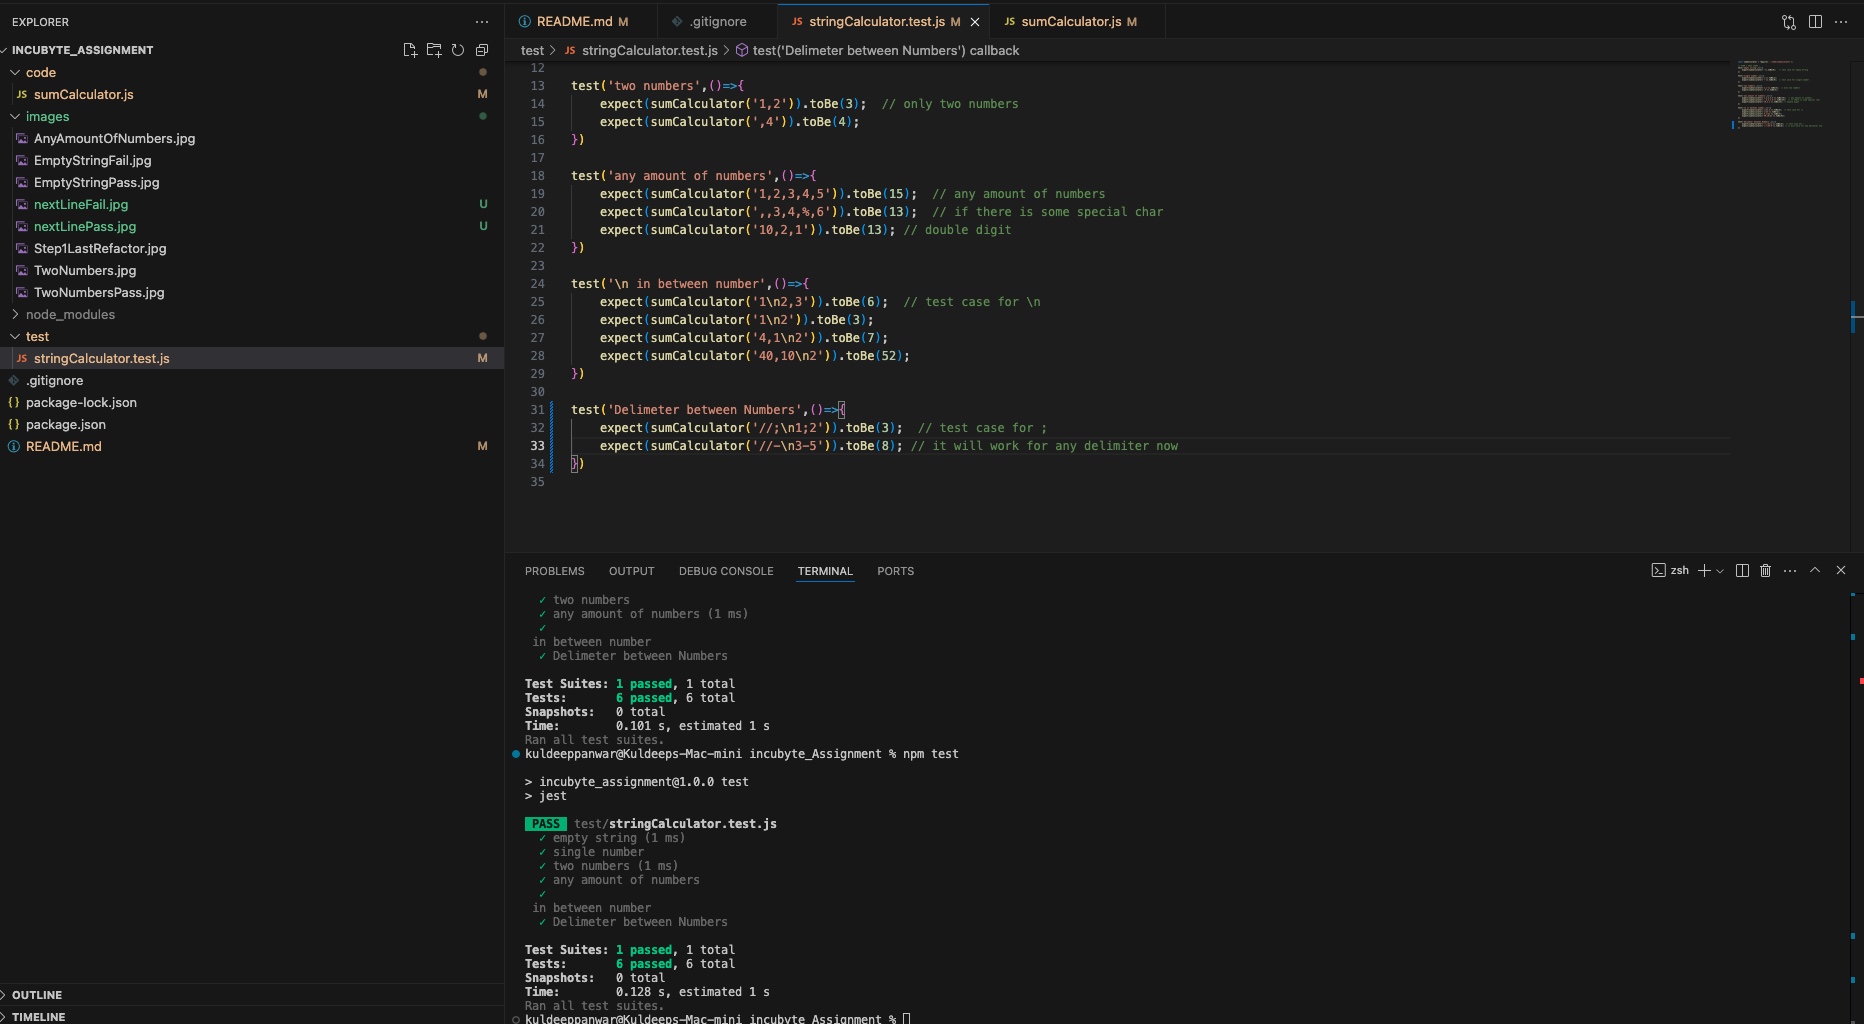 EXPLORER
INCUBYTE_ASSIGNMENT
code
JS sumCalculator.js M
images
AnyAmountOfNumbers.jpg
EmptyStringFail.jpg
EmptyStringPass.jpg
nextLineFail.jpg U
nextLinePass.jpg U
Step1LastRefactor.jpg
TwoNumbers.jpg
TwoNumbersPass.jpg
node_modules
test
JS stringCalculator.test.js M
.gitignore
{} package-lock.json
{} package.json
README.md M
OUTLINE
TIMELINE
README.md M .gitignore JS stringCalculator.test.js M JS sumCalculator.js M
test > JS stringCalculator.test.js > test('Delimeter between Numbers') callback
12
13 test('two numbers',()=>{
14 expect(sumCalculator('1,2')).toBe(3); // only two numbers
15 expect(sumCalculator(',4')).toBe(4);
16 })
17
18 test('any amount of numbers',()=>{
19 expect(sumCalculator('1,2,3,4,5')).toBe(15); // any amount of numbers
20 expect(sumCalculator(',,3,4,%,6')).toBe(13); // if there is some special char
21 expect(sumCalculator('10,2,1')).toBe(13); // double digit
22 })
23
24 test('\n in between number',()=>{
25 expect(sumCalculator('1\n2,3')).toBe(6); // test case for \n
26 expect(sumCalculator('1\n2')).toBe(3);
27 expect(sumCalculator('4,1\n2')).toBe(7);
28 expect(sumCalculator('40,10\n2')).toBe(52);
29 })
30
31 test('Delimeter between Numbers',()=>{
32 expect(sumCalculator('//;\n1;2')).toBe(3); // test case for ;
33 expect(sumCalculator('//-\n3-5')).toBe(8); // it will work for any delimiter now
34 })
35
PROBLEMS OUTPUT DEBUG CONSOLE TERMINAL PORTS zsh
✓ two numbers
✓ any amount of numbers (1 ms)
✓
in between number
✓ Delimeter between Numbers
Test Suites: 1 passed, 1 total
Tests: 6 passed, 6 total
Snapshots: 0 total
Time: 0.101 s, estimated 1 s
Ran all test suites.
kuldeeppanwar@Kuldeeps-Mac-mini incubyte_Assignment % npm test
> incubyte_assignment@1.0.0 test
> jest
PASS test/stringCalculator.test.js
✓ empty string (1 ms)
✓ single number
✓ two numbers (1 ms)
✓ any amount of numbers
✓
in between number
✓ Delimeter between Numbers
Test Suites: 1 passed, 1 total
Tests: 6 passed, 6 total
Snapshots: 0 total
Time: 0.128 s, estimated 1 s
Ran all test suites.
kuldeeppanwar@Kuldeeps-Mac-mini incubyte_Assignment %